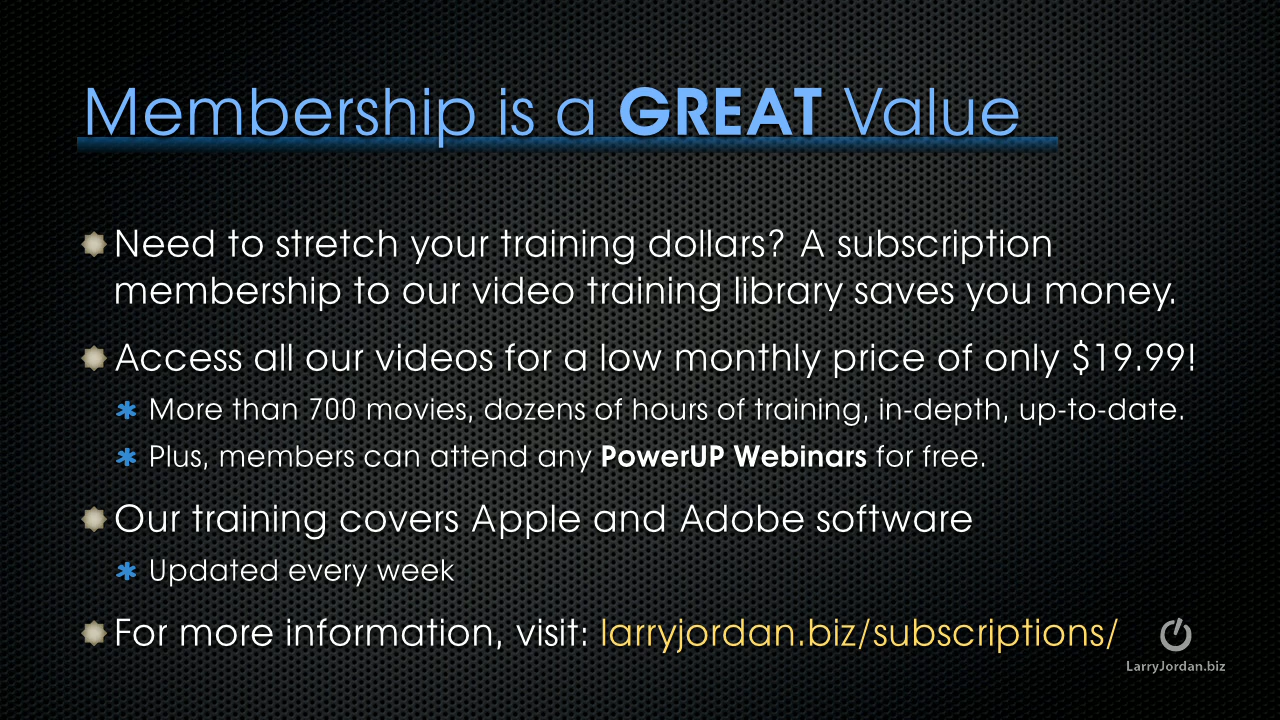 Membership is a GREAT Value
Need to stretch your training dollars? A subscription
membership to our video training library saves you money.
Access all our videos for a low monthly price of only $19.99!
More than 700 movies, dozens of hours of training, in-depth, up-to-date.
Plus, members can attend any PowerUP Webinars for free.
Our training covers Apple and Adobe software
Updated every week
For more information, visit: larryjordan.biz/subscriptions/
LarryJordan.biz